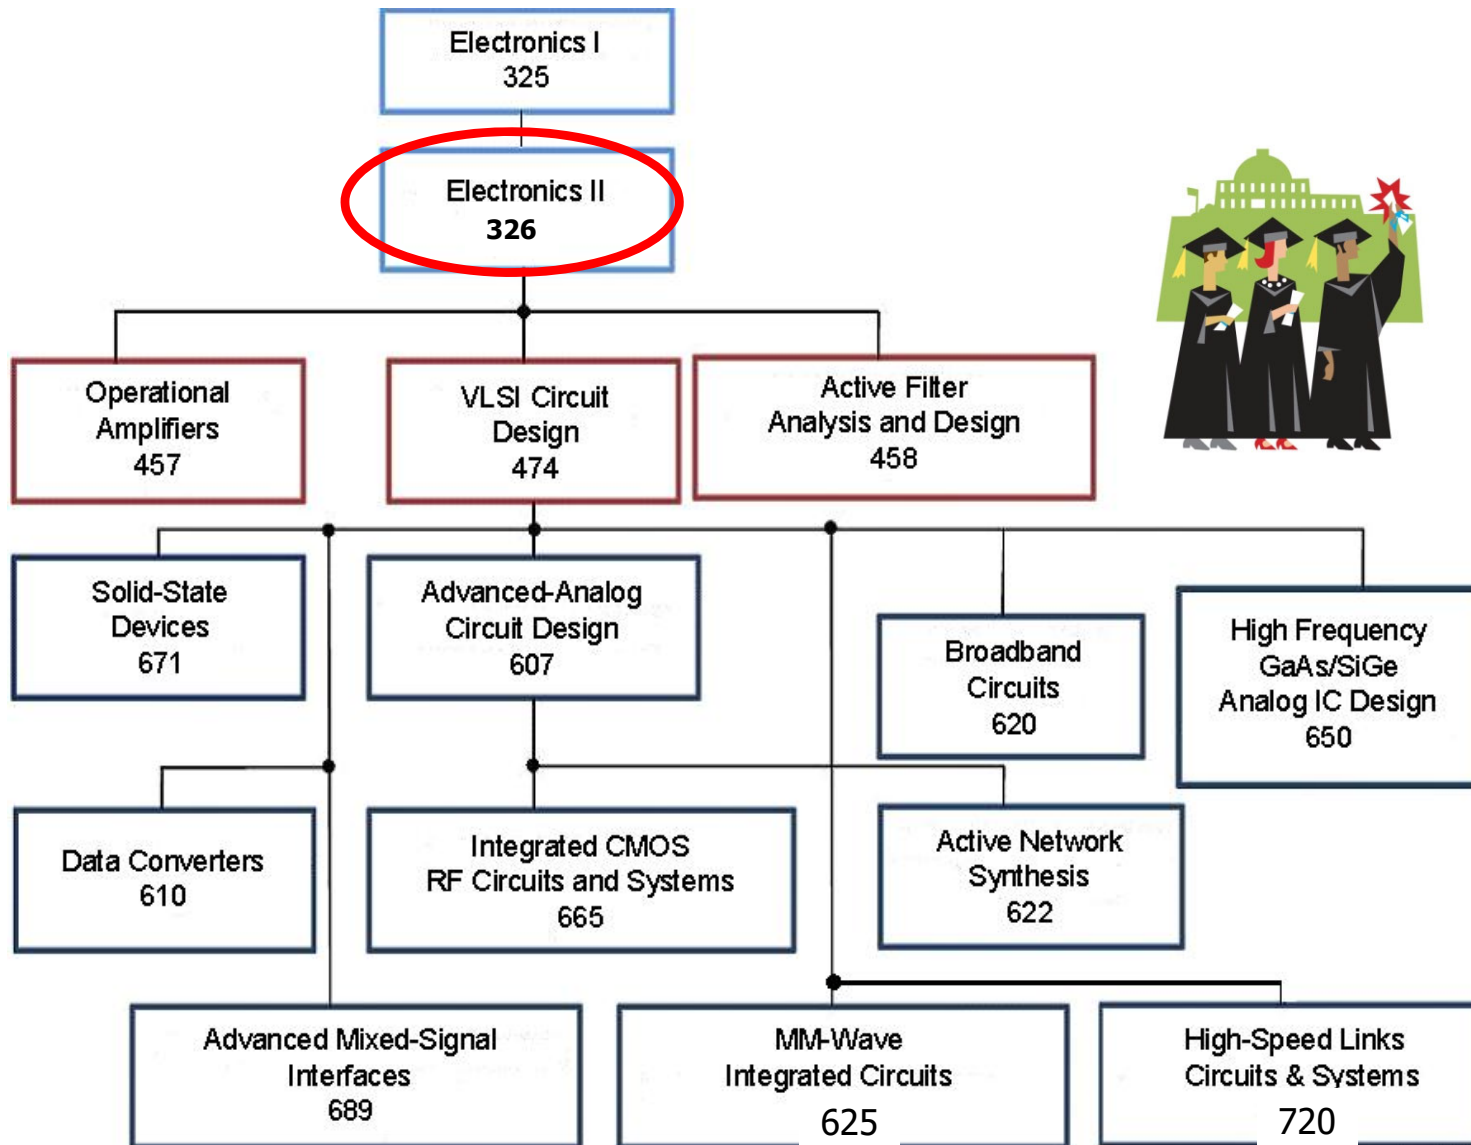 Electronics I
325
Electronics II
326
Operational
Amplifiers
457
VLSI Circuit
Design
474
Active Filter
Analysis and Design
458
Solid-State
Devices
671
Advanced-Analog
Circuit Design
607
Broadband
Circuits
620
High Frequency
GaAs/SiGe
Analog IC Design
650
Data Converters
610
Integrated CMOS
RF Circuits and Systems
665
Active Network
Synthesis
622
Advanced Mixed-Signal
Interfaces
689
MM-Wave
Integrated Circuits
625
High-Speed Links
Circuits & Systems
720